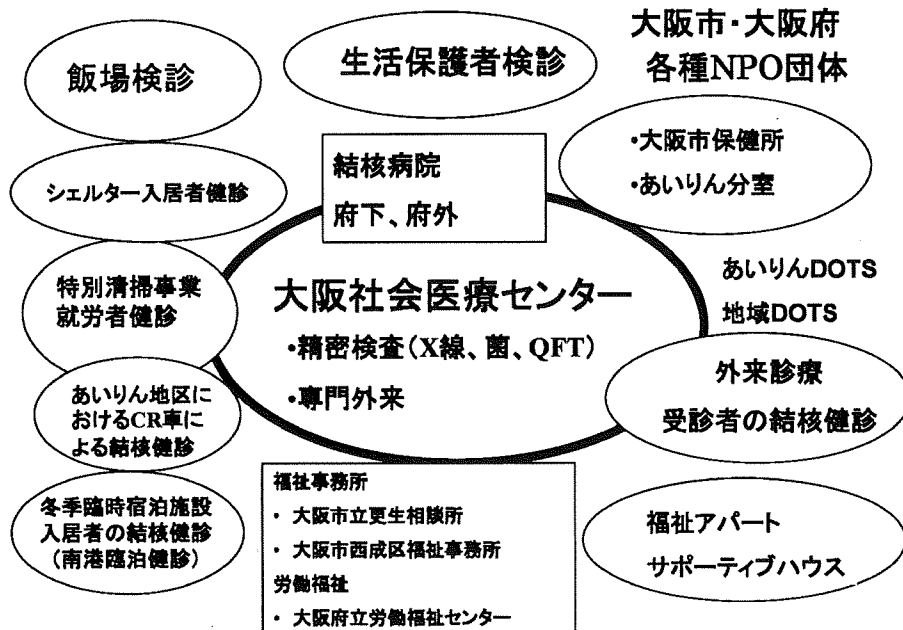 飯場検診
生活保護者検診
大阪市・大阪府
各種NPO団体
シェルター入居者健診
結核病院
府下、府外
・大阪市保健所
・あいりん分室
特別清掃事業
就労者健診
大阪社会医療センター
・精密検査(X線、菌、QFT)
・専門外来
あいりんDOTS
地域DOTS
外来診療
受診者の結核健診
あいりん地区に
おけるCR車に
よる結核健診
冬季臨時宿泊施設
入居者の結核健診
(南港臨泊健診)
福祉事務所
・ 大阪市立更生相談所
・ 大阪市西成区福祉事務所
労働福祉
・ 大阪府立労働福祉センター
福祉アパート
サポーティブハウス